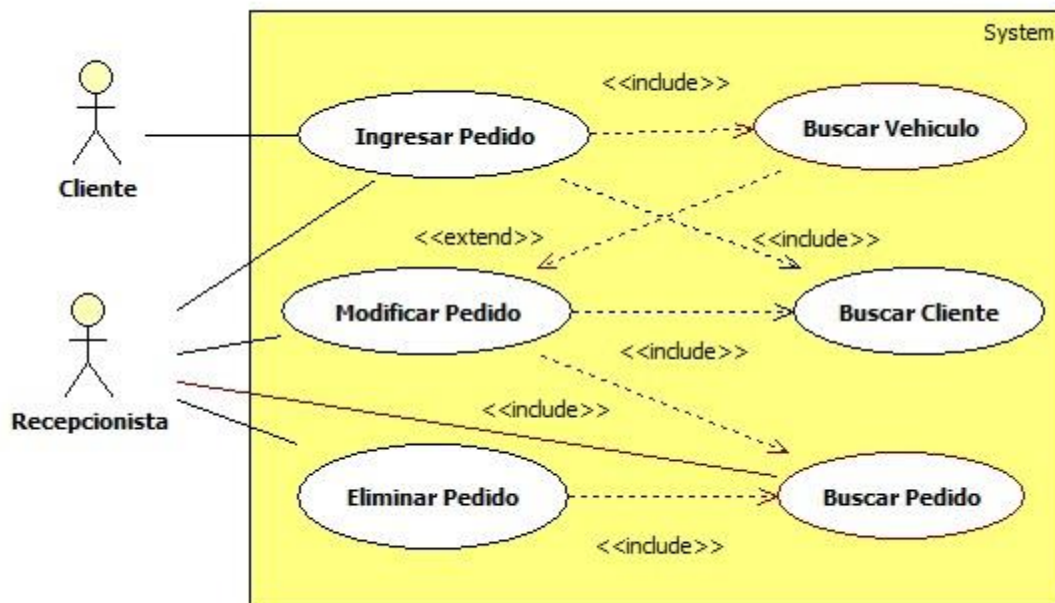 System
<<include>>
Ingresar Pedido
Buscar Vehiculo
Cliente
<<extend>>
<<include>>
Modificar Pedido
Buscar Cliente
<<include>>
Recepcionista
<<include>>
Eliminar Pedido
Buscar Pedido
<<include>>